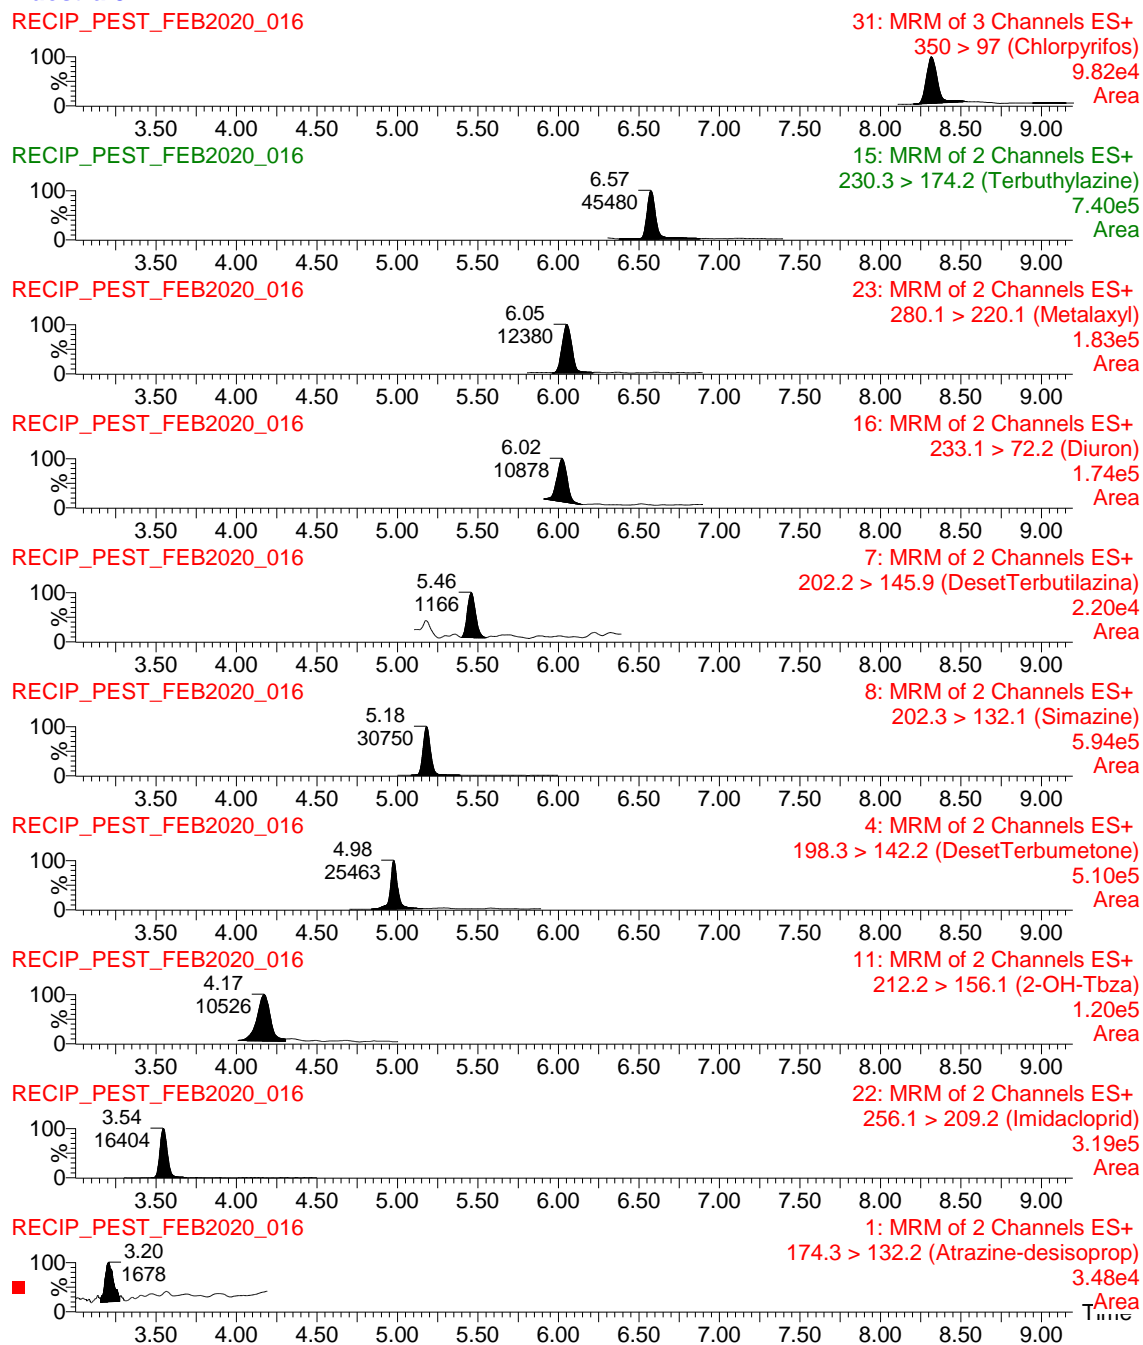 RECIP_PEST_FEB2020_016
31: MRM of 3 Channels ES+
350 > 97 (Chlorpyrifos)
9.82e4
Area
100
%
0
3.50 4.00 4.50 5.00 5.50 6.00 6.50 7.00 7.50 8.00 8.50 9.00
RECIP_PEST_FEB2020_016
15: MRM of 2 Channels ES+
230.3 > 174.2 (Terbuthylazine)
7.40e5
Area
6.57
45480
100
%
0
3.50 4.00 4.50 5.00 5.50 6.00 6.50 7.00 7.50 8.00 8.50 9.00
RECIP_PEST_FEB2020_016
23: MRM of 2 Channels ES+
280.1 > 220.1 (Metalaxyl)
1.83e5
Area
6.05
12380
100
%
0
3.50 4.00 4.50 5.00 5.50 6.00 6.50 7.00 7.50 8.00 8.50 9.00
RECIP_PEST_FEB2020_016
16: MRM of 2 Channels ES+
233.1 > 72.2 (Diuron)
1.74e5
Area
6.02
10878
100
%
0
3.50 4.00 4.50 5.00 5.50 6.00 6.50 7.00 7.50 8.00 8.50 9.00
RECIP_PEST_FEB2020_016
7: MRM of 2 Channels ES+
202.2 > 145.9 (DesetTerbutilazina)
2.20e4
Area
5.46
1166
100
%
0
3.50 4.00 4.50 5.00 5.50 6.00 6.50 7.00 7.50 8.00 8.50 9.00
RECIP_PEST_FEB2020_016
8: MRM of 2 Channels ES+
202.3 > 132.1 (Simazine)
5.94e5
Area
5.18
30750
100
%
0
3.50 4.00 4.50 5.00 5.50 6.00 6.50 7.00 7.50 8.00 8.50 9.00
RECIP_PEST_FEB2020_016
4: MRM of 2 Channels ES+
198.3 > 142.2 (DesetTerbumetone)
5.10e5
Area
4.98
25463
100
%
0
3.50 4.00 4.50 5.00 5.50 6.00 6.50 7.00 7.50 8.00 8.50 9.00
RECIP_PEST_FEB2020_016
11: MRM of 2 Channels ES+
212.2 > 156.1 (2-OH-Tbza)
1.20e5
Area
4.17
10526
100
%
0
3.50 4.00 4.50 5.00 5.50 6.00 6.50 7.00 7.50 8.00 8.50 9.00
RECIP_PEST_FEB2020_016
22: MRM of 2 Channels ES+
256.1 > 209.2 (Imidacloprid)
3.19e5
Area
3.54
16404
100
%
0
3.50 4.00 4.50 5.00 5.50 6.00 6.50 7.00 7.50 8.00 8.50 9.00
RECIP_PEST_FEB2020_016
1: MRM of 2 Channels ES+
174.3 > 132.2 (Atrazine-desisoprop)
3.48e4
Area
3.20
1678
100
%
0
Time
3.50 4.00 4.50 5.00 5.50 6.00 6.50 7.00 7.50 8.00 8.50 9.00